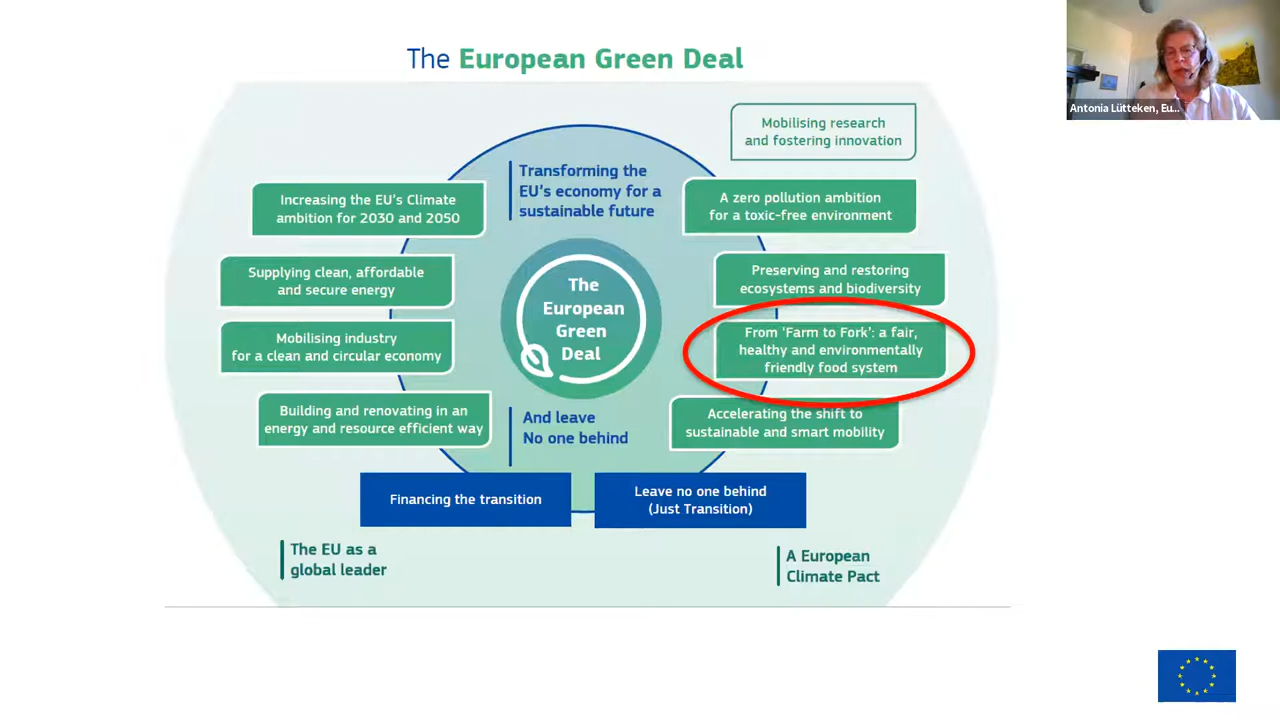 The European Green Deal
Antonia Lütteken, Eu...
Mobilising research
and fostering innovation
Transforming the
EU's economy for a
sustainable future
Increasing the EU's Climate
ambition for 2030 and 2050
A zero pollution ambition
for a toxic-free environment
Supplying clean, affordable
and secure energy
Preserving and restoring
ecosystems and biodiversity
The
European
Green
Deal
Mobilising industry
for a clean and circular economy
From 'Farm to Fork': a fair,
healthy and environmentally
friendly food system
Building and renovating in an
energy and resource efficient way
And leave
No one behind
Accelerating the shift to
sustainable and smart mobility
Financing the transition
Leave no one behind
(Just Transition)
The EU as a
global leader
A European
Climate Pact